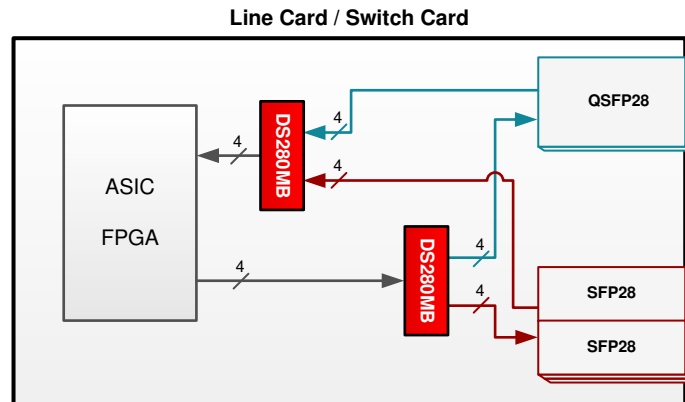 Line Card / Switch Card
QSFP28
4
DS280MB
4
4
ASIC
FPGA
4
DS280MB
4
4
SFP28
SFP28